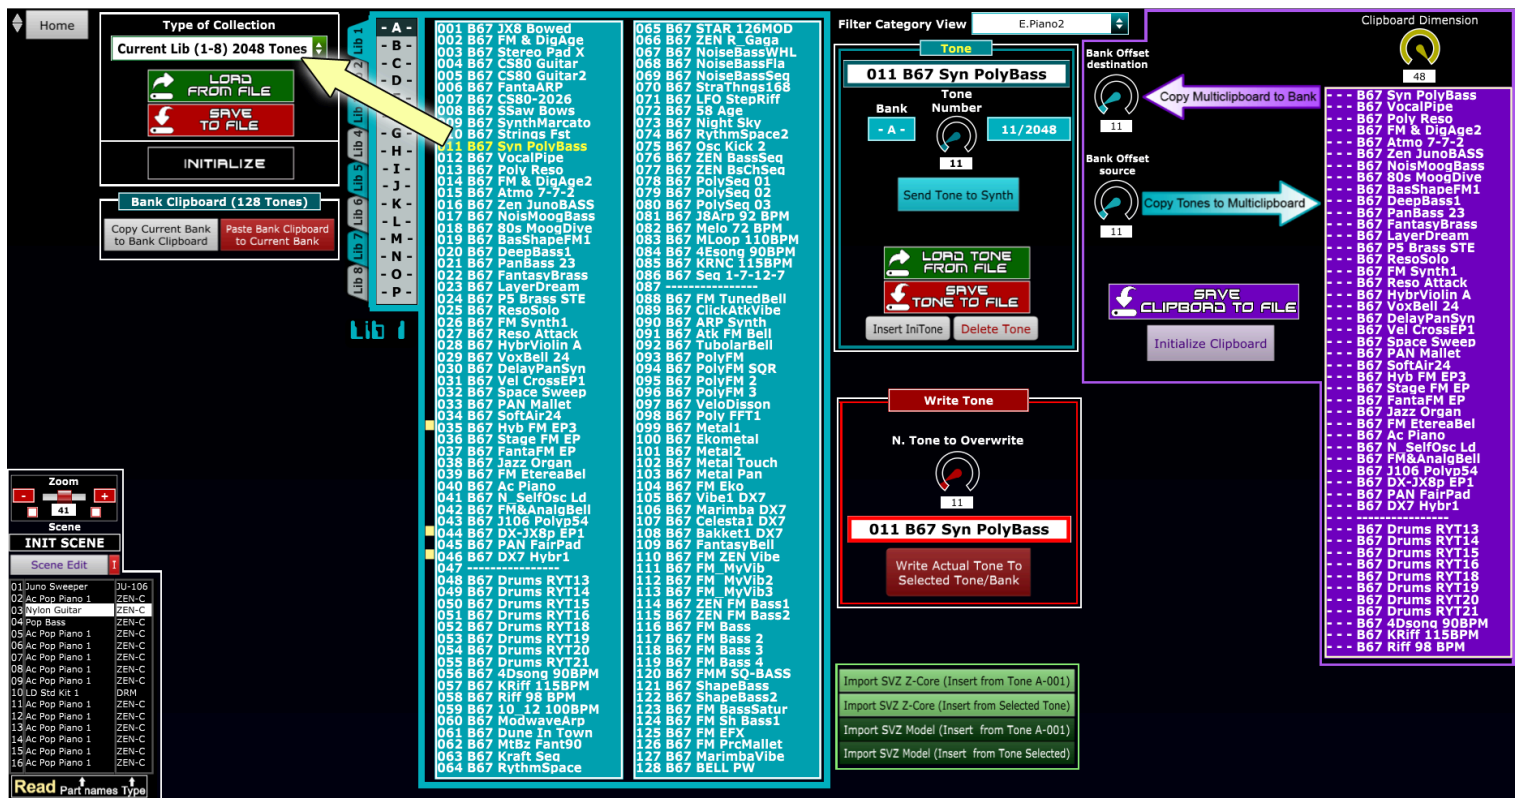 Home
Type of Collection
Current Lib (1-8) 2048 Tones
LOAD
FROM FILE
SAVE
TO FILE
INITIALIZE
Bank Clipboard (128 Tones)
Copy Current Bank
to Bank Clipboard
Paste Bank Clipboard
to Current Bank
Lib 1
2
Lib 4
Lib 5
Lib 6
Lib 7
Lib 8
- A -
- B -
- C -
- D -
- G -
- H -
- I -
- J -
- K -
- L -
- M -
- N -
- O -
- P -
Lib 1
001 B67 JX8 Bowed
002 B67 FM & DigAge
003 B67 Stereo Pad X
004 B67 CS80 Guitar
005 B67 CS80 Guitar2
006 B67 FantaARP
007 B67 CS80-2026
008 B67 SSaw Bows
09 B67 SynthMarcato
0 B67 Strings Fst
011 B67 Syn PolyBass
012 B67 VocalPipe
013 B67 Poly Reso
014 B67 FM & DigAge2
015 B67 Atmo 7-7-2
016 B67 Zen JunoBASS
017 B67 NoisMoogBass
018 B67 80s MoogDive
019 B67 BasShapeFM1
020 B67 DeepBass1
021 B67 PanBass 23
022 B67 FantasyBrass
023 B67 LayerDream
024 B67 P5 Brass STE
025 B67 ResoSolo
026 B67 FM Synth1
027 B67 Reso Attack
028 B67 HybrViolin A
029 B67 VoxBell 24
030 B67 DelayPanSyn
031 B67 Vel CrossEP1
032 B67 Space Sweep
033 B67 PAN Mallet
034 B67 SoftAir24
035 B67 Hyb FM EP3
036 B67 Stage FM EP
037 B67 FantaFM EP
038 B67 Jazz Organ
039 B67 FM EtereaBel
040 B67 Ac Piano
041 B67 N_SelfOsc Ld
042 B67 FM&AnalgBell
043 B67 J106 Polyp54
044 B67 DX-JX8p EP1
045 B67 PAN FairPad
046 B67 DX7 Hybr1
047 ----------------
048 B67 Drums RYT13
049 B67 Drums RYT14
050 B67 Drums RYT15
051 B67 Drums RYT16
052 B67 Drums RYT18
053 B67 Drums RYT19
054 B67 Drums RYT20
055 B67 Drums RYT21
056 B67 4Dsong 90BPM
057 B67 KRiff 115BPM
058 B67 Riff 98 BPM
059 B67 10_12 100BPM
060 B67 ModwaveArp
061 B67 Dune In Town
062 B67 MtBz Fant90
063 B67 Kraft Seq
064 B67 RythmSpace
065 B67 STAR 126MOD
066 B67 ZEN R_Gaga
067 B67 NoiseBassWHL
068 B67 NoiseBassFla
069 B67 NoiseBassSeq
070 B67 StraThngs168
071 B67 LFO StepRiff
072 B67 58 Age
073 B67 Night Sky
074 B67 RythmSpace2
075 B67 Osc Kick 2
076 B67 ZEN BassSeq
077 B67 ZEN BsChSeq
078 B67 PolySeq 01
079 B67 PolySeq 02
080 B67 PolySeq 03
081 B67 J8Arp 92 BPM
082 B67 Melo 72 BPM
083 B67 MLoop 110BPM
084 B67 4Esong 90BPM
085 B67 KRNC 115BPM
086 B67 Seq 1-7-12-7
087 ----------------
088 B67 FM TunedBell
089 B67 ClickAtkVibe
090 B67 ARP Synth
091 B67 Atk FM Bell
092 B67 TubolarBell
093 B67 PolyFM
094 B67 PolyFM SQR
095 B67 PolyFM 2
096 B67 PolyFM 3
097 B67 VeloDisson
098 B67 Poly FFT1
099 B67 Metal1
100 B67 Ekometal
101 B67 Metal2
102 B67 Metal Touch
103 B67 Metal Pan
104 B67 FM Eko
105 B67 Vibe1 DX7
106 B67 Marimba DX7
107 B67 Celesta1 DX7
108 B67 Bakket1 DX7
109 B67 FantasyBell
110 B67 FM ZEN Vibe
111 B67 FM_MyVib
112 B67 FM_MyVib2
113 B67 FM_MyVib3
114 B67 ZEN FM Bass1
115 B67 ZEN FM Bass2
116 B67 FM Bass
117 B67 FM Bass 2
118 B67 FM Bass 3
119 B67 FM Bass 4
120 B67 FMM SQ-BASS
121 B67 ShapeBass
122 B67 ShapeBass2
123 B67 FM BassSatur
124 B67 FM Sh Bass1
125 B67 FM EFX
126 B67 FM PrcMallet
127 B67 MarimbaVibe
128 B67 BELL PW
Filter Category View
E.Piano2
Tone
011 B67 Syn PolyBass
Bank
- A -
Tone
Number
11
11/2048
Send Tone to Synth
LOAD TONE
FROM FILE
SAVE
TONE TO FILE
Insert IniTone
Delete Tone
Write Tone
N. Tone to Overwrite
11
011 B67 Syn PolyBass
Write Actual Tone To
Selected Tone/Bank
Import SVZ Z-Core (Insert from Tone A-001)
Import SVZ Z-Core (Insert from Selected Tone)
Import SVZ Model (Insert from Tone A-001)
Import SVZ Model (Insert from Tone Selected)
Clipboard Dimension
48
Bank Offset
destination
11
Copy Multiclipboard to Bank
Bank Offset
source
11
Copy Tones to Multiclipboard
SAVE
CLIPBOARD TO FILE
Initialize Clipboard
- - - B67 Syn PolyBass
- - - B67 VocalPipe
- - - B67 Poly Reso
- - - B67 FM & DigAge2
- - - B67 Atmo 7-7-2
- - - B67 Zen JunoBASS
- - - B67 NoisMoogBass
- - - B67 80s MoogDive
- - - B67 BasShapeFM1
- - - B67 DeepBass1
- - - B67 PanBass 23
- - - B67 FantasyBrass
- - - B67 LayerDream
- - - B67 P5 Brass STE
- - - B67 ResoSolo
- - - B67 FM Synth1
- - - B67 Reso Attack
- - - B67 HybrViolin A
- - - B67 VoxBell 24
- - - B67 DelayPanSyn
- - - B67 Vel CrossEP1
- - - B67 Space Sweep
- - - B67 PAN Mallet
- - - B67 SoftAir24
- - - B67 Hyb FM EP3
- - - B67 Stage FM EP
- - - B67 FantaFM EP
- - - B67 Jazz Organ
- - - B67 FM EtereaBel
- - - B67 Ac Piano
- - - B67 N_SelfOsc Ld
- - - B67 FM&AnalgBell
- - - B67 J106 Polyp54
- - - B67 DX-JX8p EP1
- - - B67 PAN FairPad
- - - B67 DX7 Hybr1
- - - ----------------
- - - B67 Drums RYT13
- - - B67 Drums RYT14
- - - B67 Drums RYT15
- - - B67 Drums RYT16
- - - B67 Drums RYT18
- - - B67 Drums RYT19
- - - B67 Drums RYT20
- - - B67 Drums RYT21
- - - B67 4Dsong 90BPM
- - - B67 KRiff 115BPM
- - - B67 Riff 98 BPM
Zoom
- +
41
Scene
INIT SCENE
Scene Edit
I
01 Juno Sweeper JU-106
02 Ac Pop Piano 1 ZEN-C
03 Nylon Guitar ZEN-C
04 Pop Bass ZEN-C
05 Ac Pop Piano 1 ZEN-C
06 Ac Pop Piano 1 ZEN-C
07 Ac Pop Piano 1 ZEN-C
08 Ac Pop Piano 1 ZEN-C
09 Ac Pop Piano 1 ZEN-C
10 LD Std Kit 1 DRM
11 Ac Pop Piano 1 ZEN-C
12 Ac Pop Piano 1 ZEN-C
13 Ac Pop Piano 1 ZEN-C
14 Ac Pop Piano 1 ZEN-C
15 Ac Pop Piano 1 ZEN-C
16 Ac Pop Piano 1 ZEN-C
Read Part names Type